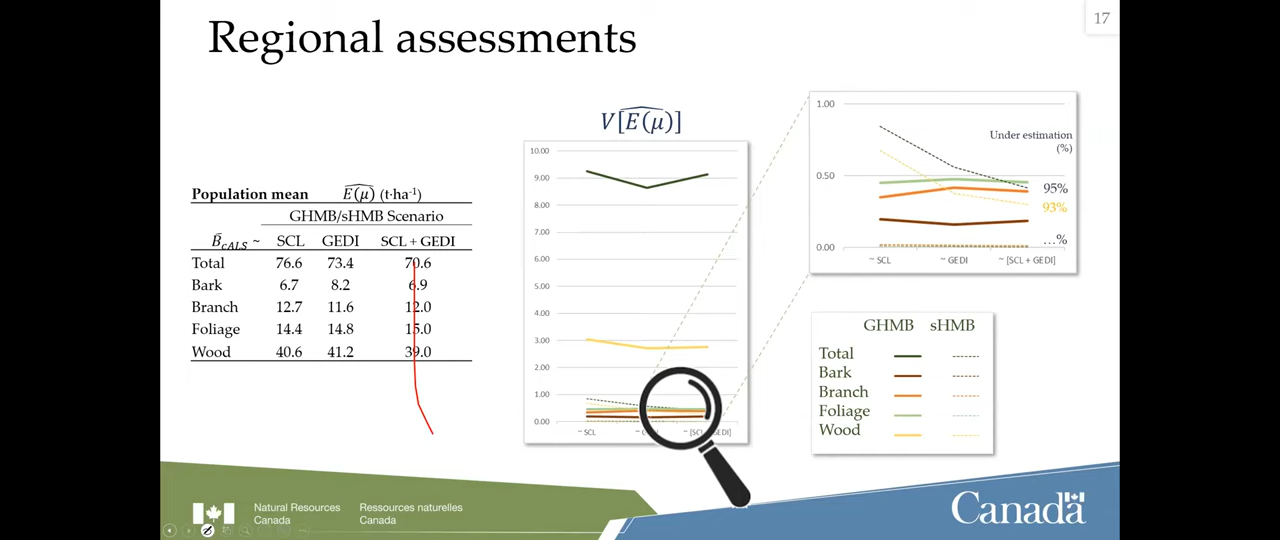 17
Regional assessments
V[E(μ)]
Population mean E(μ) (t·ha⁻¹)
GHMB/sHMB Scenario
B̄cALS ~ SCL GEDI SCL + GEDI
Total 76.6 73.4 70.6
Bark 6.7 8.2 6.9
Branch 12.7 11.6 12.0
Foliage 14.4 14.8 15.0
Wood 40.6 41.2 39.0
10.00
9.00
8.00
7.00
6.00
5.00
4.00
3.00
2.00
1.00
0.00
~ SCL
1.00
0.50
0.00
Under estimation
(%)
95%
93%
...%
~ SCL ~ GEDI ~ [SCL + GEDI]
GHMB sHMB
Total
Bark
Branch
Foliage
Wood
Natural Resources Ressources naturelles
Canada Canada
Canada